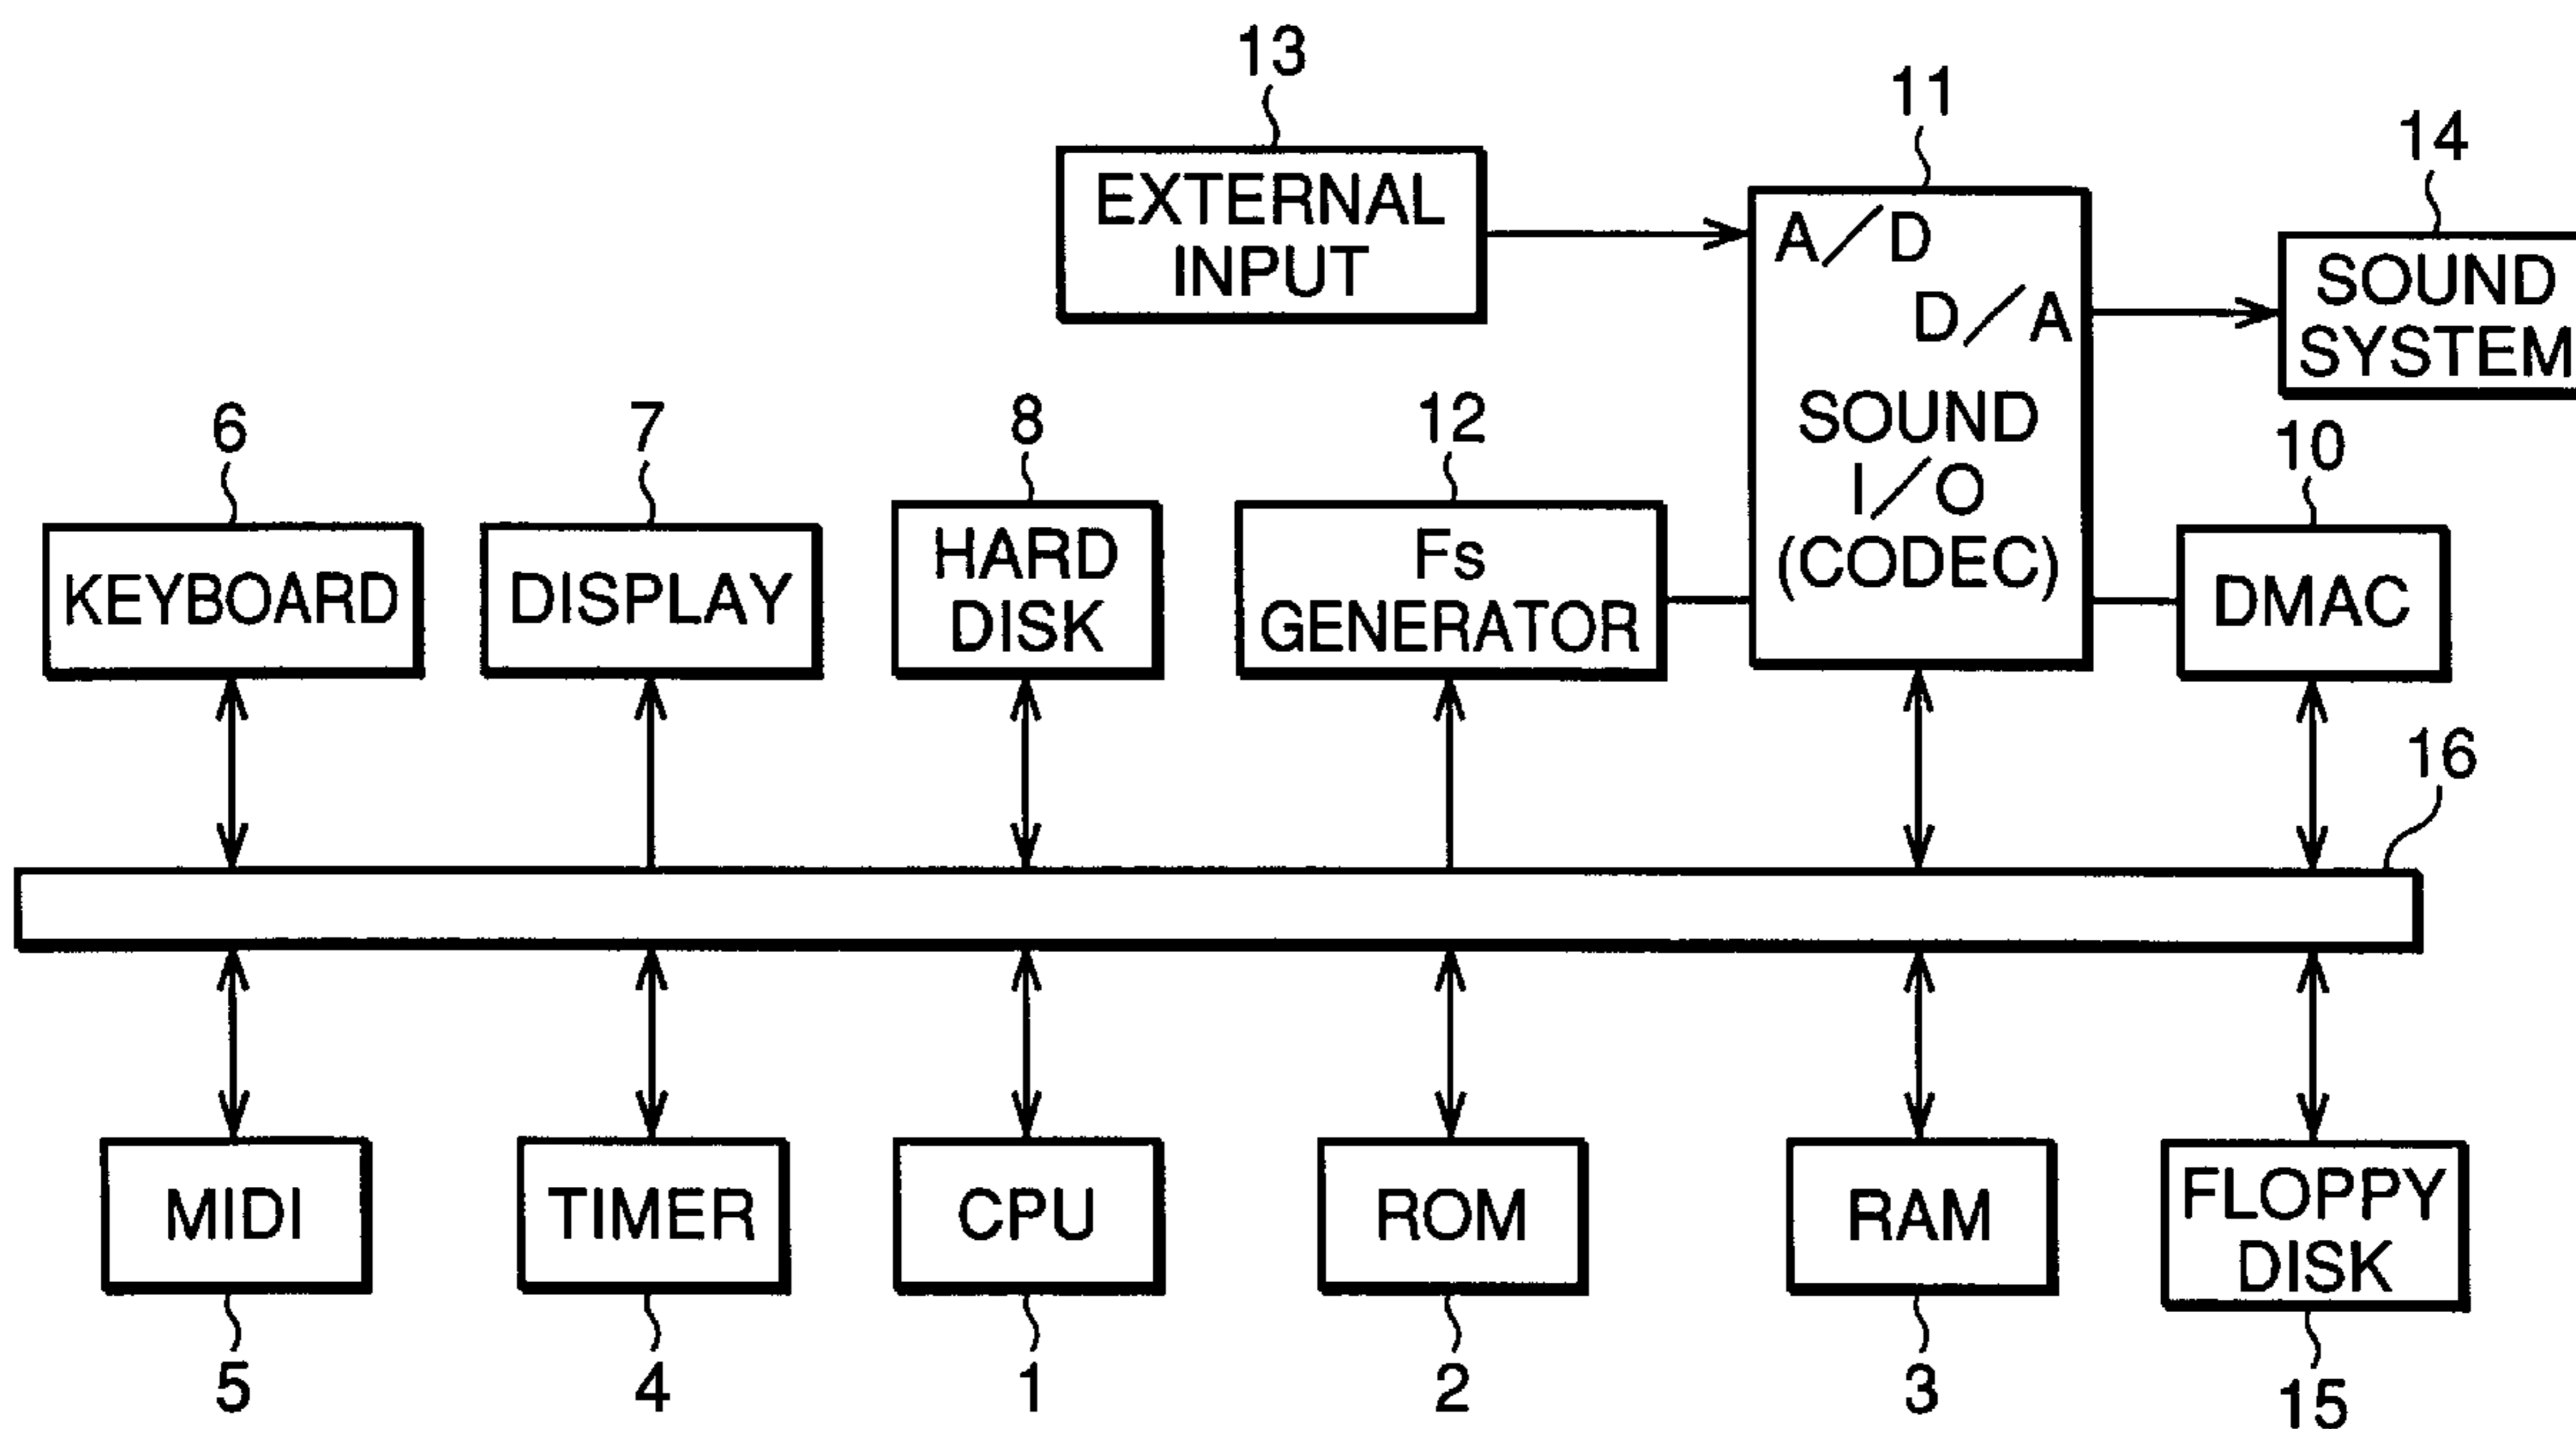 13
EXTERNAL
INPUT
11
A/D
D/A
SOUND
I/O
(CODEC)
14
SOUND
SYSTEM
6
KEYBOARD
7
DISPLAY
8
HARD
DISK
12
Fs
GENERATOR
10
DMAC
16
MIDI
5
TIMER
4
CPU
1
ROM
2
RAM
3
FLOPPY
DISK
15